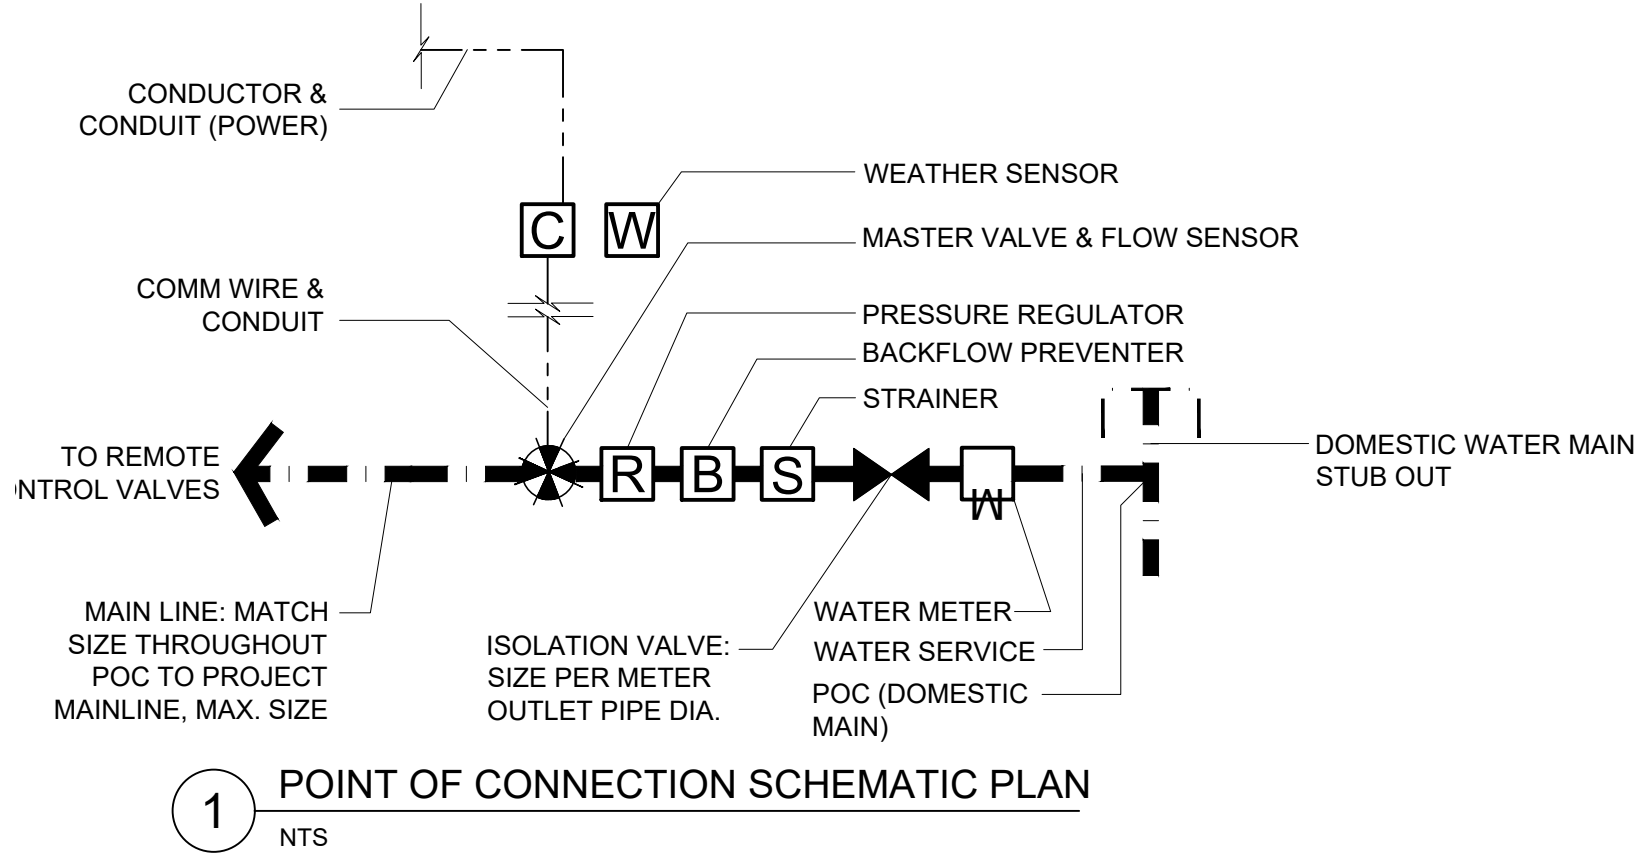 CONDUCTOR &
CONDUIT (POWER)
WEATHER SENSOR
C
W
MASTER VALVE & FLOW SENSOR
COMM WIRE &
CONDUIT
PRESSURE REGULATOR
BACKFLOW PREVENTER
STRAINER
TO REMOTE
NTROL VALVES
R
B
S
M
DOMESTIC WATER MAIN
STUB OUT
MAIN LINE: MATCH
SIZE THROUGHOUT
POC TO PROJECT
MAINLINE, MAX. SIZE
ISOLATION VALVE:
SIZE PER METER
OUTLET PIPE DIA.
WATER METER
WATER SERVICE
POC (DOMESTIC
MAIN)
1
POINT OF CONNECTION SCHEMATIC PLAN
NTS